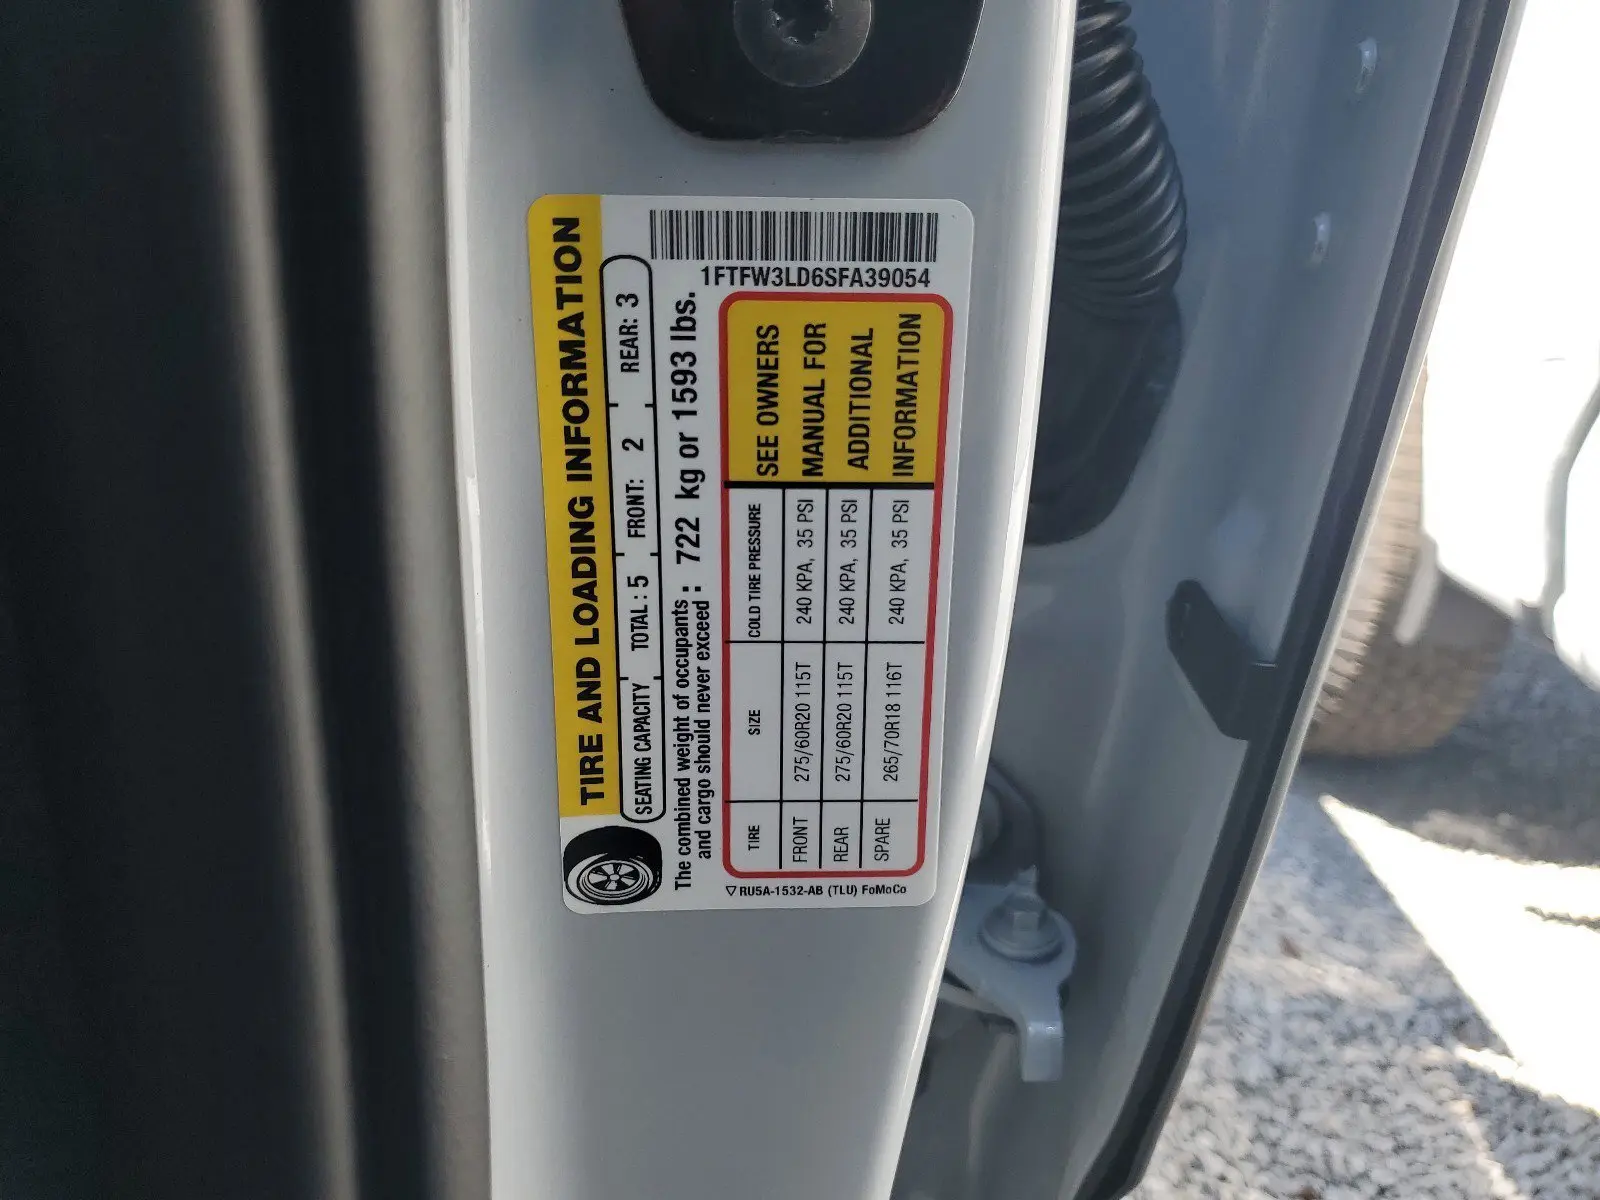 1FTFW3LD6SFA39054
TIRE AND LOADING INFORMATION
SEATING CAPACITY TOTAL : 5 FRONT: 2 REAR: 3
The combined weight of occupants
and cargo should never exceed : 722 kg or 1593 lbs.
TIRE SIZE COLD TIRE PRESSURE
FRONT 275/60R20 115T 240 KPA, 35 PSI
REAR 275/60R20 115T 240 KPA, 35 PSI
SPARE 265/70R18 116T 240 KPA, 35 PSI
SEE OWNERS
MANUAL FOR
ADDITIONAL
INFORMATION
RU5A-1532-AB (TLU) FoMoCo